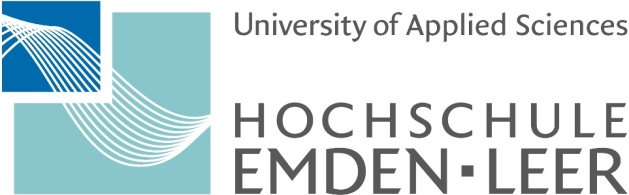 University of Applied Sciences
HOCHSCHULE
EMDEN▪LEER